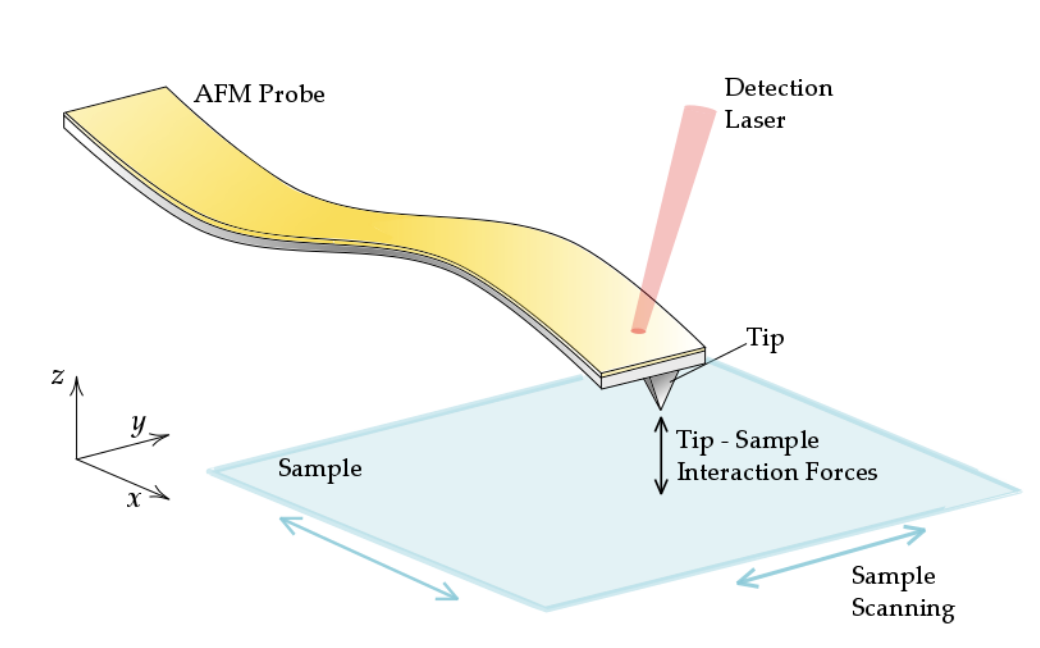 AFM Probe
Detection
Laser
Tip
z
y
x
Sample
Tip - Sample
Interaction Forces
Sample
Scanning